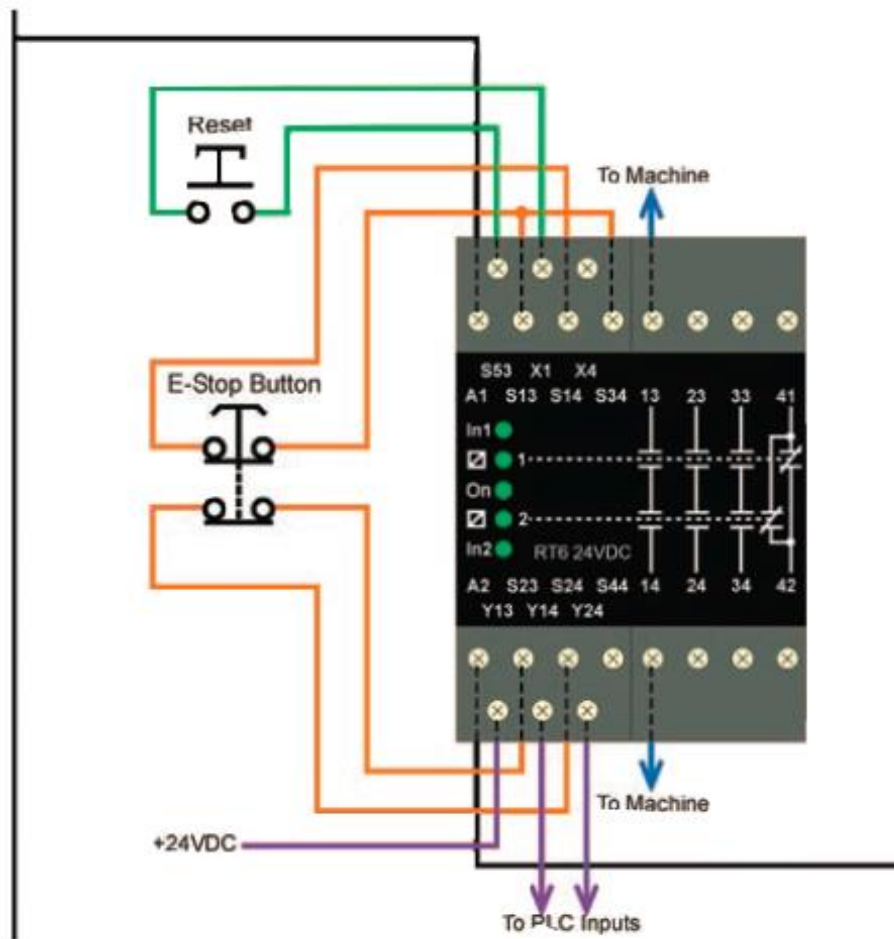 Reset
To Machine
E-Stop Button
S53 X1 X4
A1 S13 S14 S34 13 23 33 41
In1
1
On
2
In2 RT6 24VDC
A2 S23 S24 S44 14 24 34 42
Y13 Y14 Y24
To Machine
+24VDC
To PLC Inputs